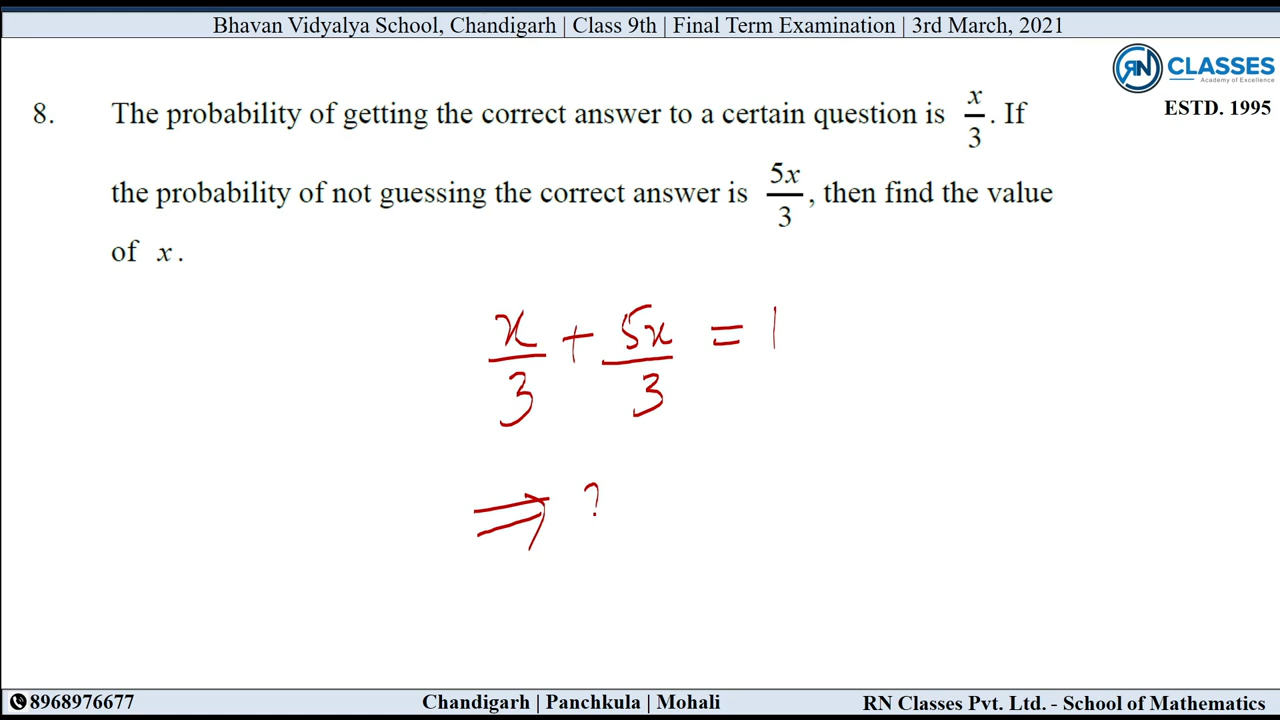 Bhavan Vidyalya School, Chandigarh | Class 9th | Final Term Examination | 3rd March, 2021
RN CLASSES
Academy of Excellence
ESTD. 1995
8. The probability of getting the correct answer to a certain question is x/3. If
the probability of not guessing the correct answer is 5x/3, then find the value
of x.
x/3 + 5x/3 = 1
⇒ ?
8968976677
Chandigarh | Panchkula | Mohali
RN Classes Pvt. Ltd. - School of Mathematics